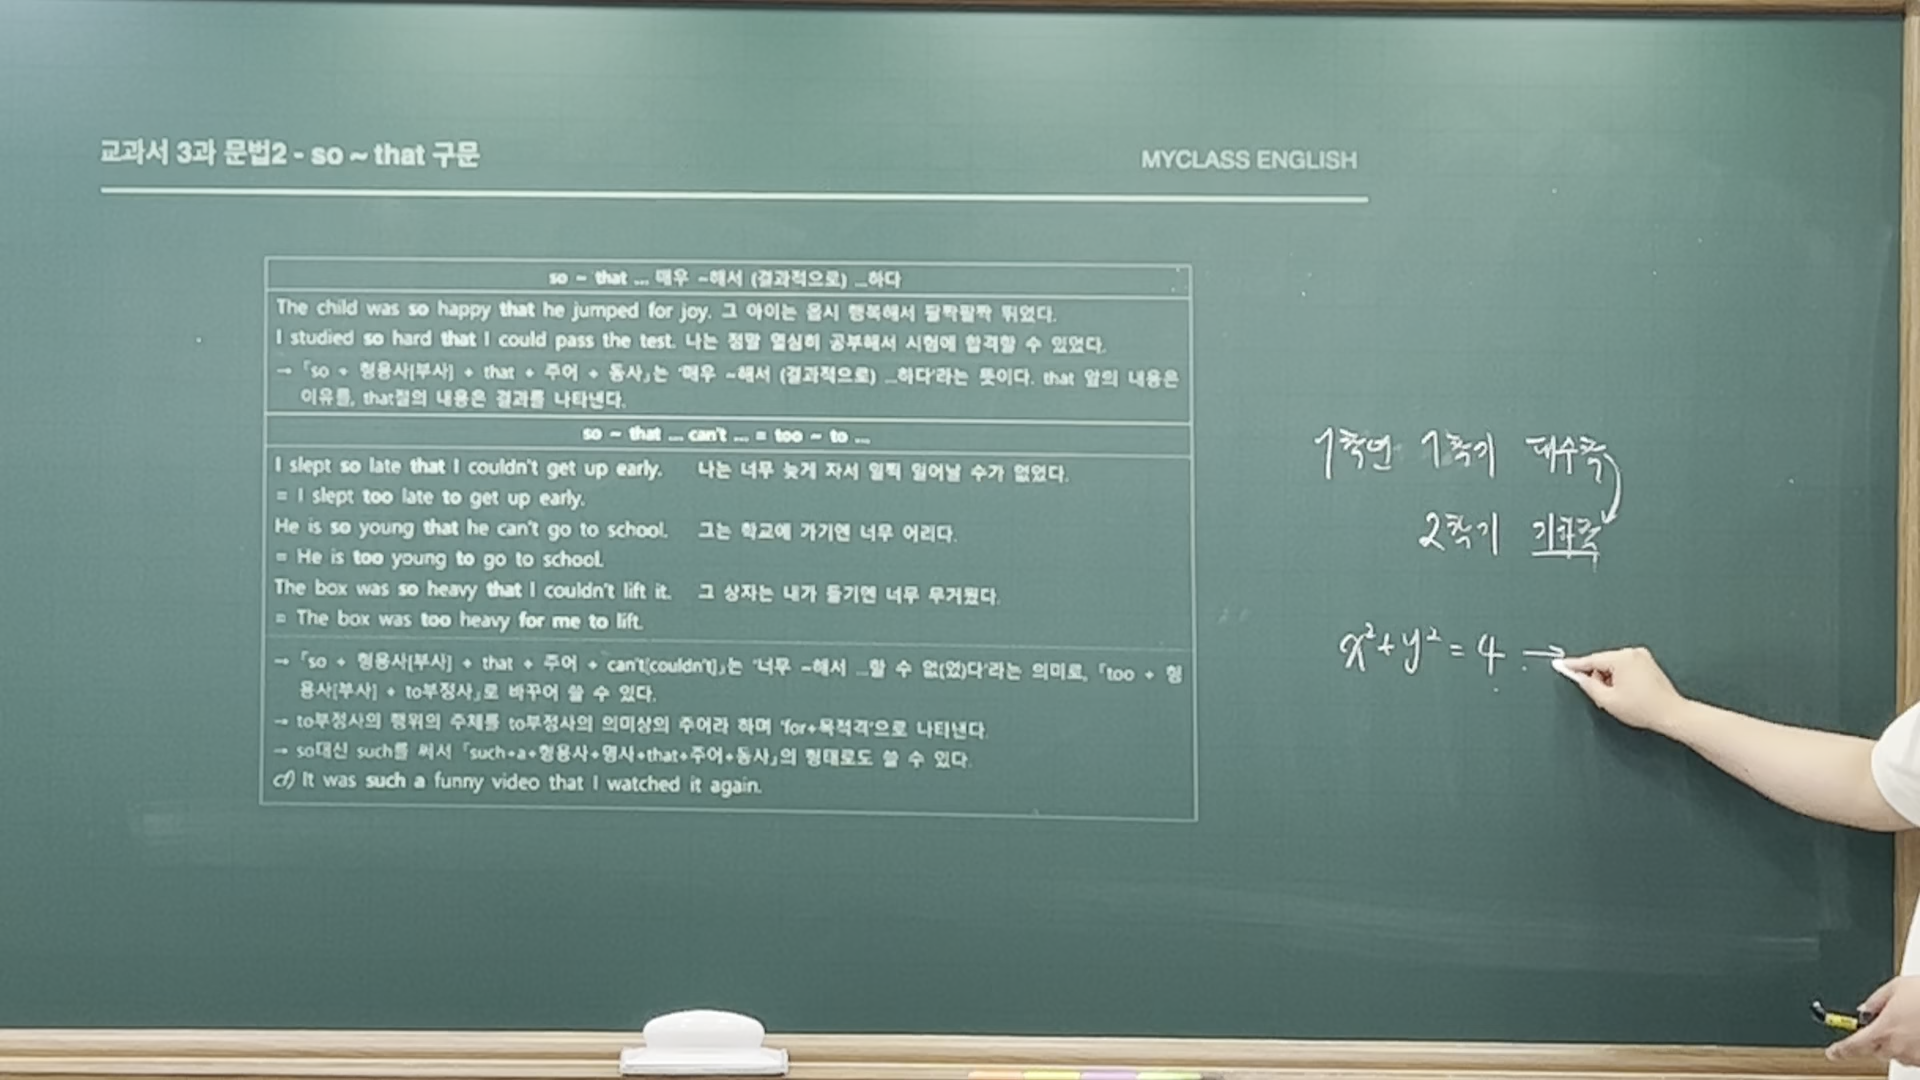 교과서 3과 문법2 - so ~ that 구문
MYCLASS ENGLISH
so ~ that ... 매우 ~해서 (결과적으로) ...하다
The child was so happy that he jumped for joy. 그 아이는 몹시 행복해서 팔짝팔짝 뛰었다.
I studied so hard that I could pass the test. 나는 정말 열심히 공부해서 시험에 합격할 수 있었다.
→ 「so + 형용사[부사] + that + 주어 + 동사」는 '매우 ~해서 (결과적으로) ...하다'라는 뜻이다. that 앞의 내용은
이유를, that절의 내용은 결과를 나타낸다.
so ~ that ... can't ... = too ~ to ...
I slept so late that I couldn't get up early. 나는 너무 늦게 자서 일찍 일어날 수가 없었다.
= I slept too late to get up early.
He is so young that he can't go to school. 그는 학교에 가기엔 너무 어리다.
= He is too young to go to school.
The box was so heavy that I couldn't lift it. 그 상자는 내가 들기엔 너무 무거웠다.
= The box was too heavy for me to lift.
→ 「so + 형용사[부사] + that + 주어 + can't[couldn't]」는 '너무 ~해서 ...할 수 없(었)다'라는 의미로, 「too + 형
용사[부사] + to부정사」로 바꾸어 쓸 수 있다.
→ to부정사의 행위의 주체를 to부정사의 의미상의 주어라 하며 'for+목적격'으로 나타낸다.
→ so대신 such를 써서 「such+a+형용사+명사+that+주어+동사」의 형태로도 쓸 수 있다.
cf) It was such a funny video that I watched it again.
1학년 1학기 대수학
2학기 기하학
x²+y²=4 →